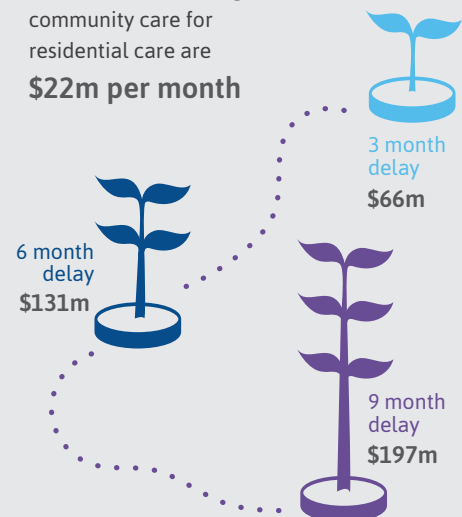 community care for
residential care are
$22m per month
3 month
delay
$66m
6 month
delay
$131m
9 month
delay
$197m